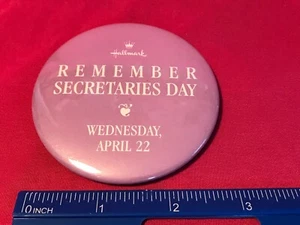 Hallmark
REMEMBER
SECRETARIES DAY
WEDNESDAY,
APRIL 22
0 INCH 1 2 3